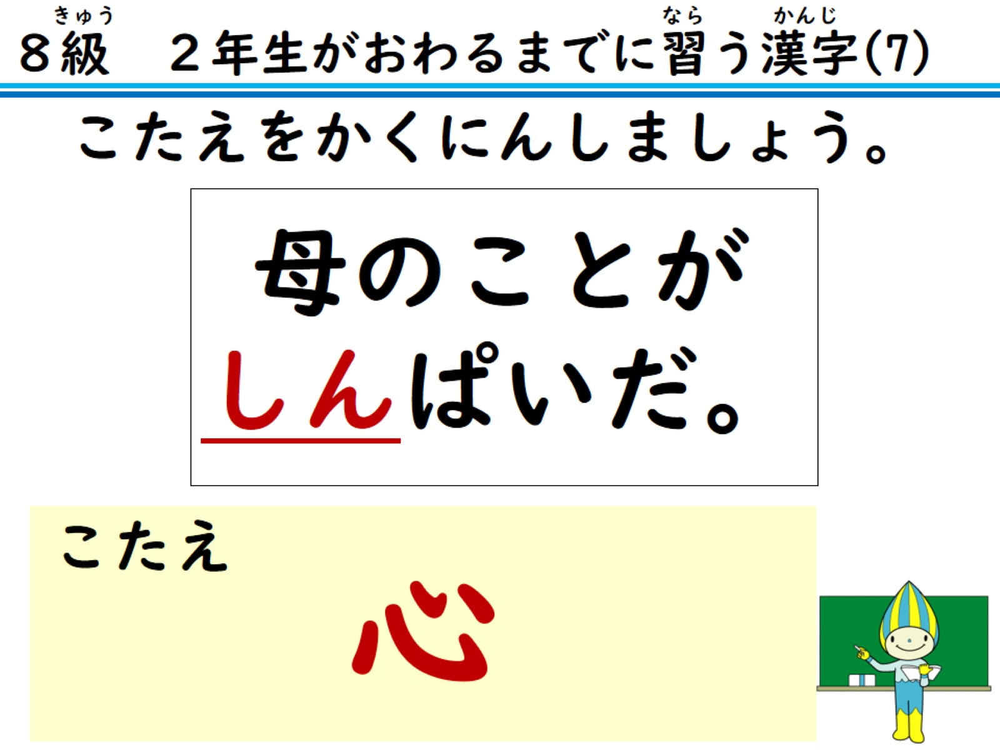 きゅう なら かんじ
8級 2年生がおわるまでに習う漢字(7)
こたえをかくにんしましょう。
母のことが
しんぱいだ。
こたえ
心